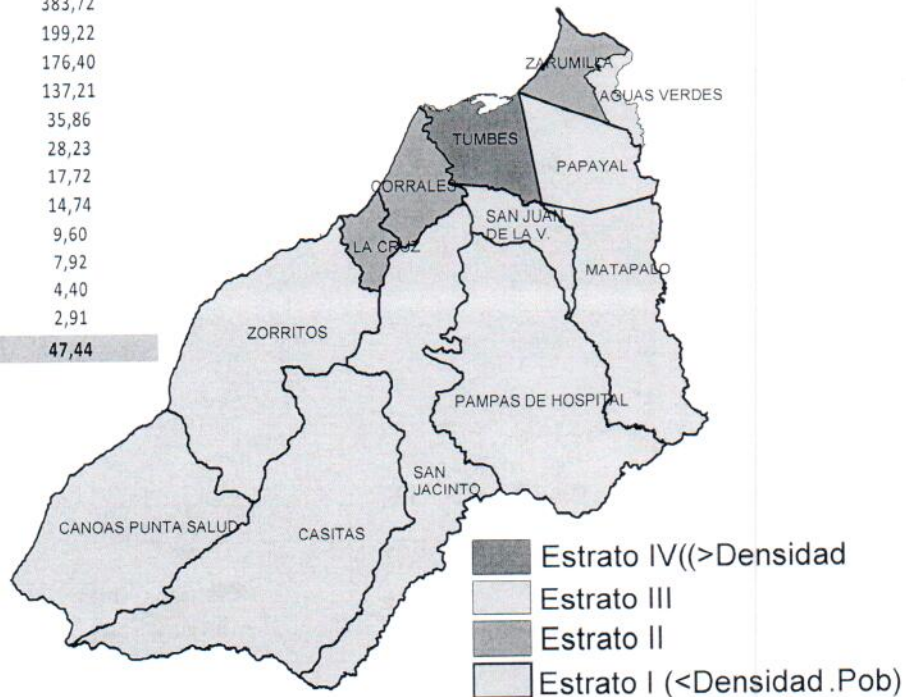 383,72
199,22
176,40
137,21
35,86
28,23
17,72
14,74
9,60
7,92
4,40
2,91
47,44
ZARUMILLA
AGUAS VERDES
TUMBES
PAPAYAL
CORRALES
SAN JUAN
DE LA V.
LA CRUZ
MATAPALO
ZORRITOS
PAMPAS DE HOSPITAL
SAN
JACINTO
CANOAS PUNTA SALUD
CASITAS
Estrato IV((>Densidad
Estrato III
Estrato II
Estrato I (<Densidad .Pob)